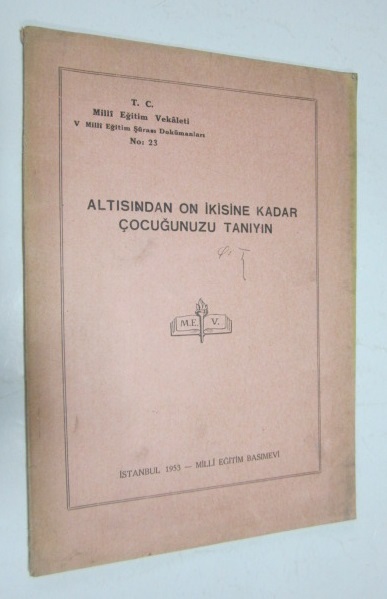 T. C.
Millî Eğitim Vekâleti
V Millî Eğitim Şûrası Dokümanları
No: 23
ALTISINDAN ON İKİSİNE KADAR
ÇOCUĞUNUZU TANIYIN
M.E. V.
İSTANBUL 1953 — MİLLÎ EĞİTİM BASIMEVİ